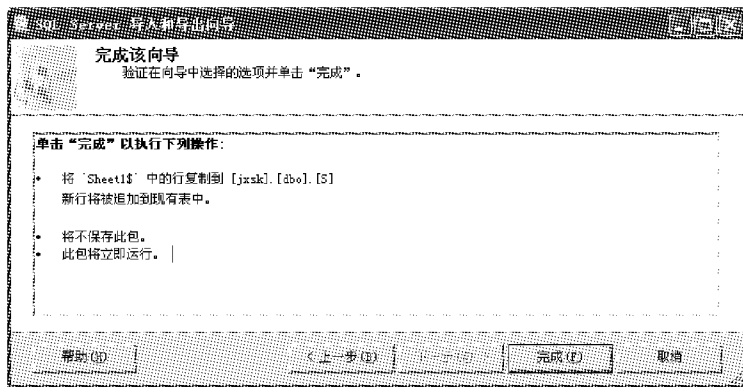 SQL Server 导入和导出向导
完成该向导
验证在向导中选择的选项并单击“完成”。
单击“完成”以执行下列操作:
• 将 `Sheet1$` 中的行复制到 [jxsk].[dbo].[S]
新行将被追加到现有表中。
• 将不保存此包。
• 此包将立即运行。
帮助(H) < 上一步(B) 下一步(N) > 完成(F) 取消